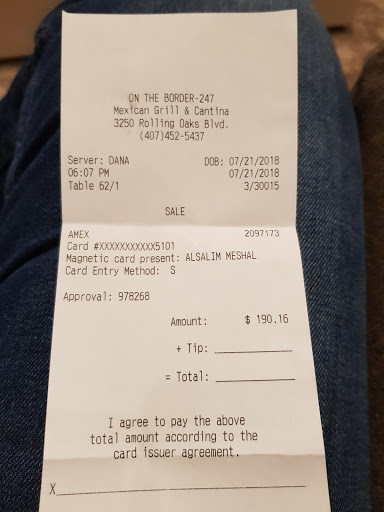 ON THE BORDER-247
Mexican Grill & Cantina
3250 Rolling Oaks Blvd.
(407)452-5437
Server: DANA DOB: 07/21/2018
06:07 PM 07/21/2018
Table 62/1 3/30015
SALE
AMEX 2097173
Card #XXXXXXXXXXX5101
Magnetic card present: ALSALIM MESHAL
Card Entry Method: S
Approval: 978268
Amount: $ 190.16
+ Tip: ___________
= Total: ___________
I agree to pay the above
total amount according to the
card issuer agreement.
X___________________________________